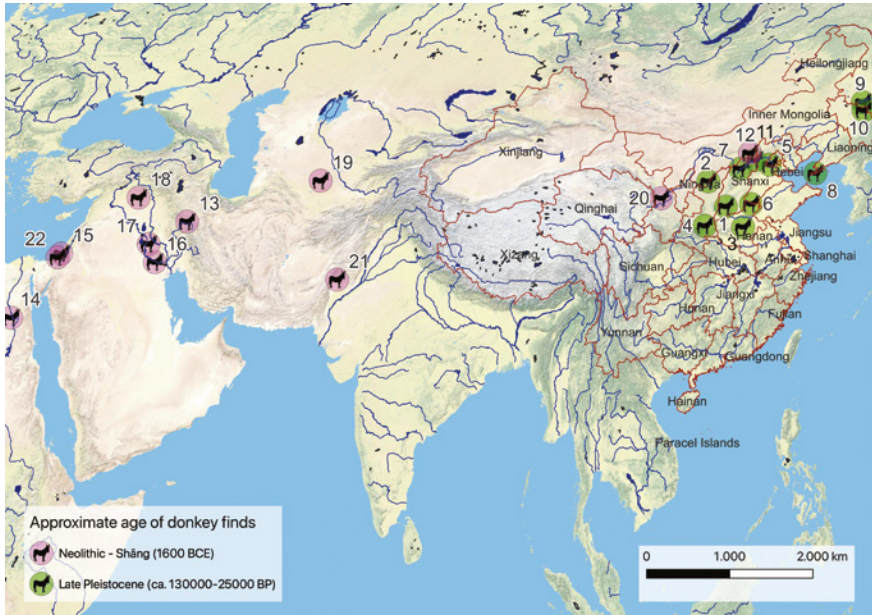 Heilongjiang
9
Inner Mongolia
10
12
11
7
5
Liaoning
Xinjiang
2
Hebei
19
Ningxia
Shanxi
18
20
8
13
Qinghai
6
22
15
17
4
1
Henan
Jiangsu
16
3
Xizang
Anhui
Shanghai
21
Sichuan
Hubei
Zhejiang
Jiangxi
14
Hunan
Fujian
Yunnan
Guangxi
Guangdong
Hainan
Paracel Islands
Approximate age of donkey finds
Neolithic - Shāng (1600 BCE)
Late Pleistocene (ca. 130000-25000 BP)
0 1.000 2.000 km